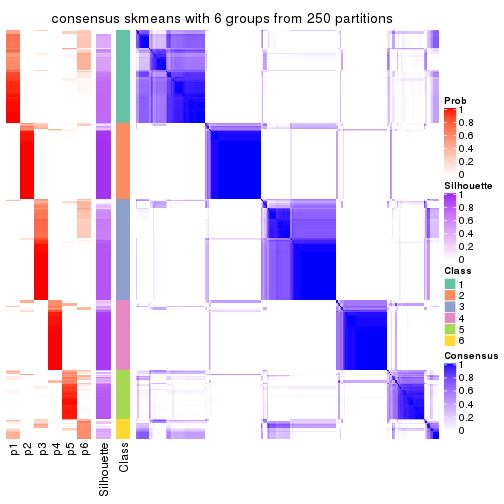 consensus skmeans with 6 groups from 250 partitions
Prob
1
0.8
0.6
0.4
0.2
0
Silhouette
1
0.8
0.6
0.4
0.2
0
Class
1
2
3
4
5
6
Consensus
1
0.8
0.6
0.4
0.2
0
p1
p2
p3
p4
p5
p6
Silhouette
Class